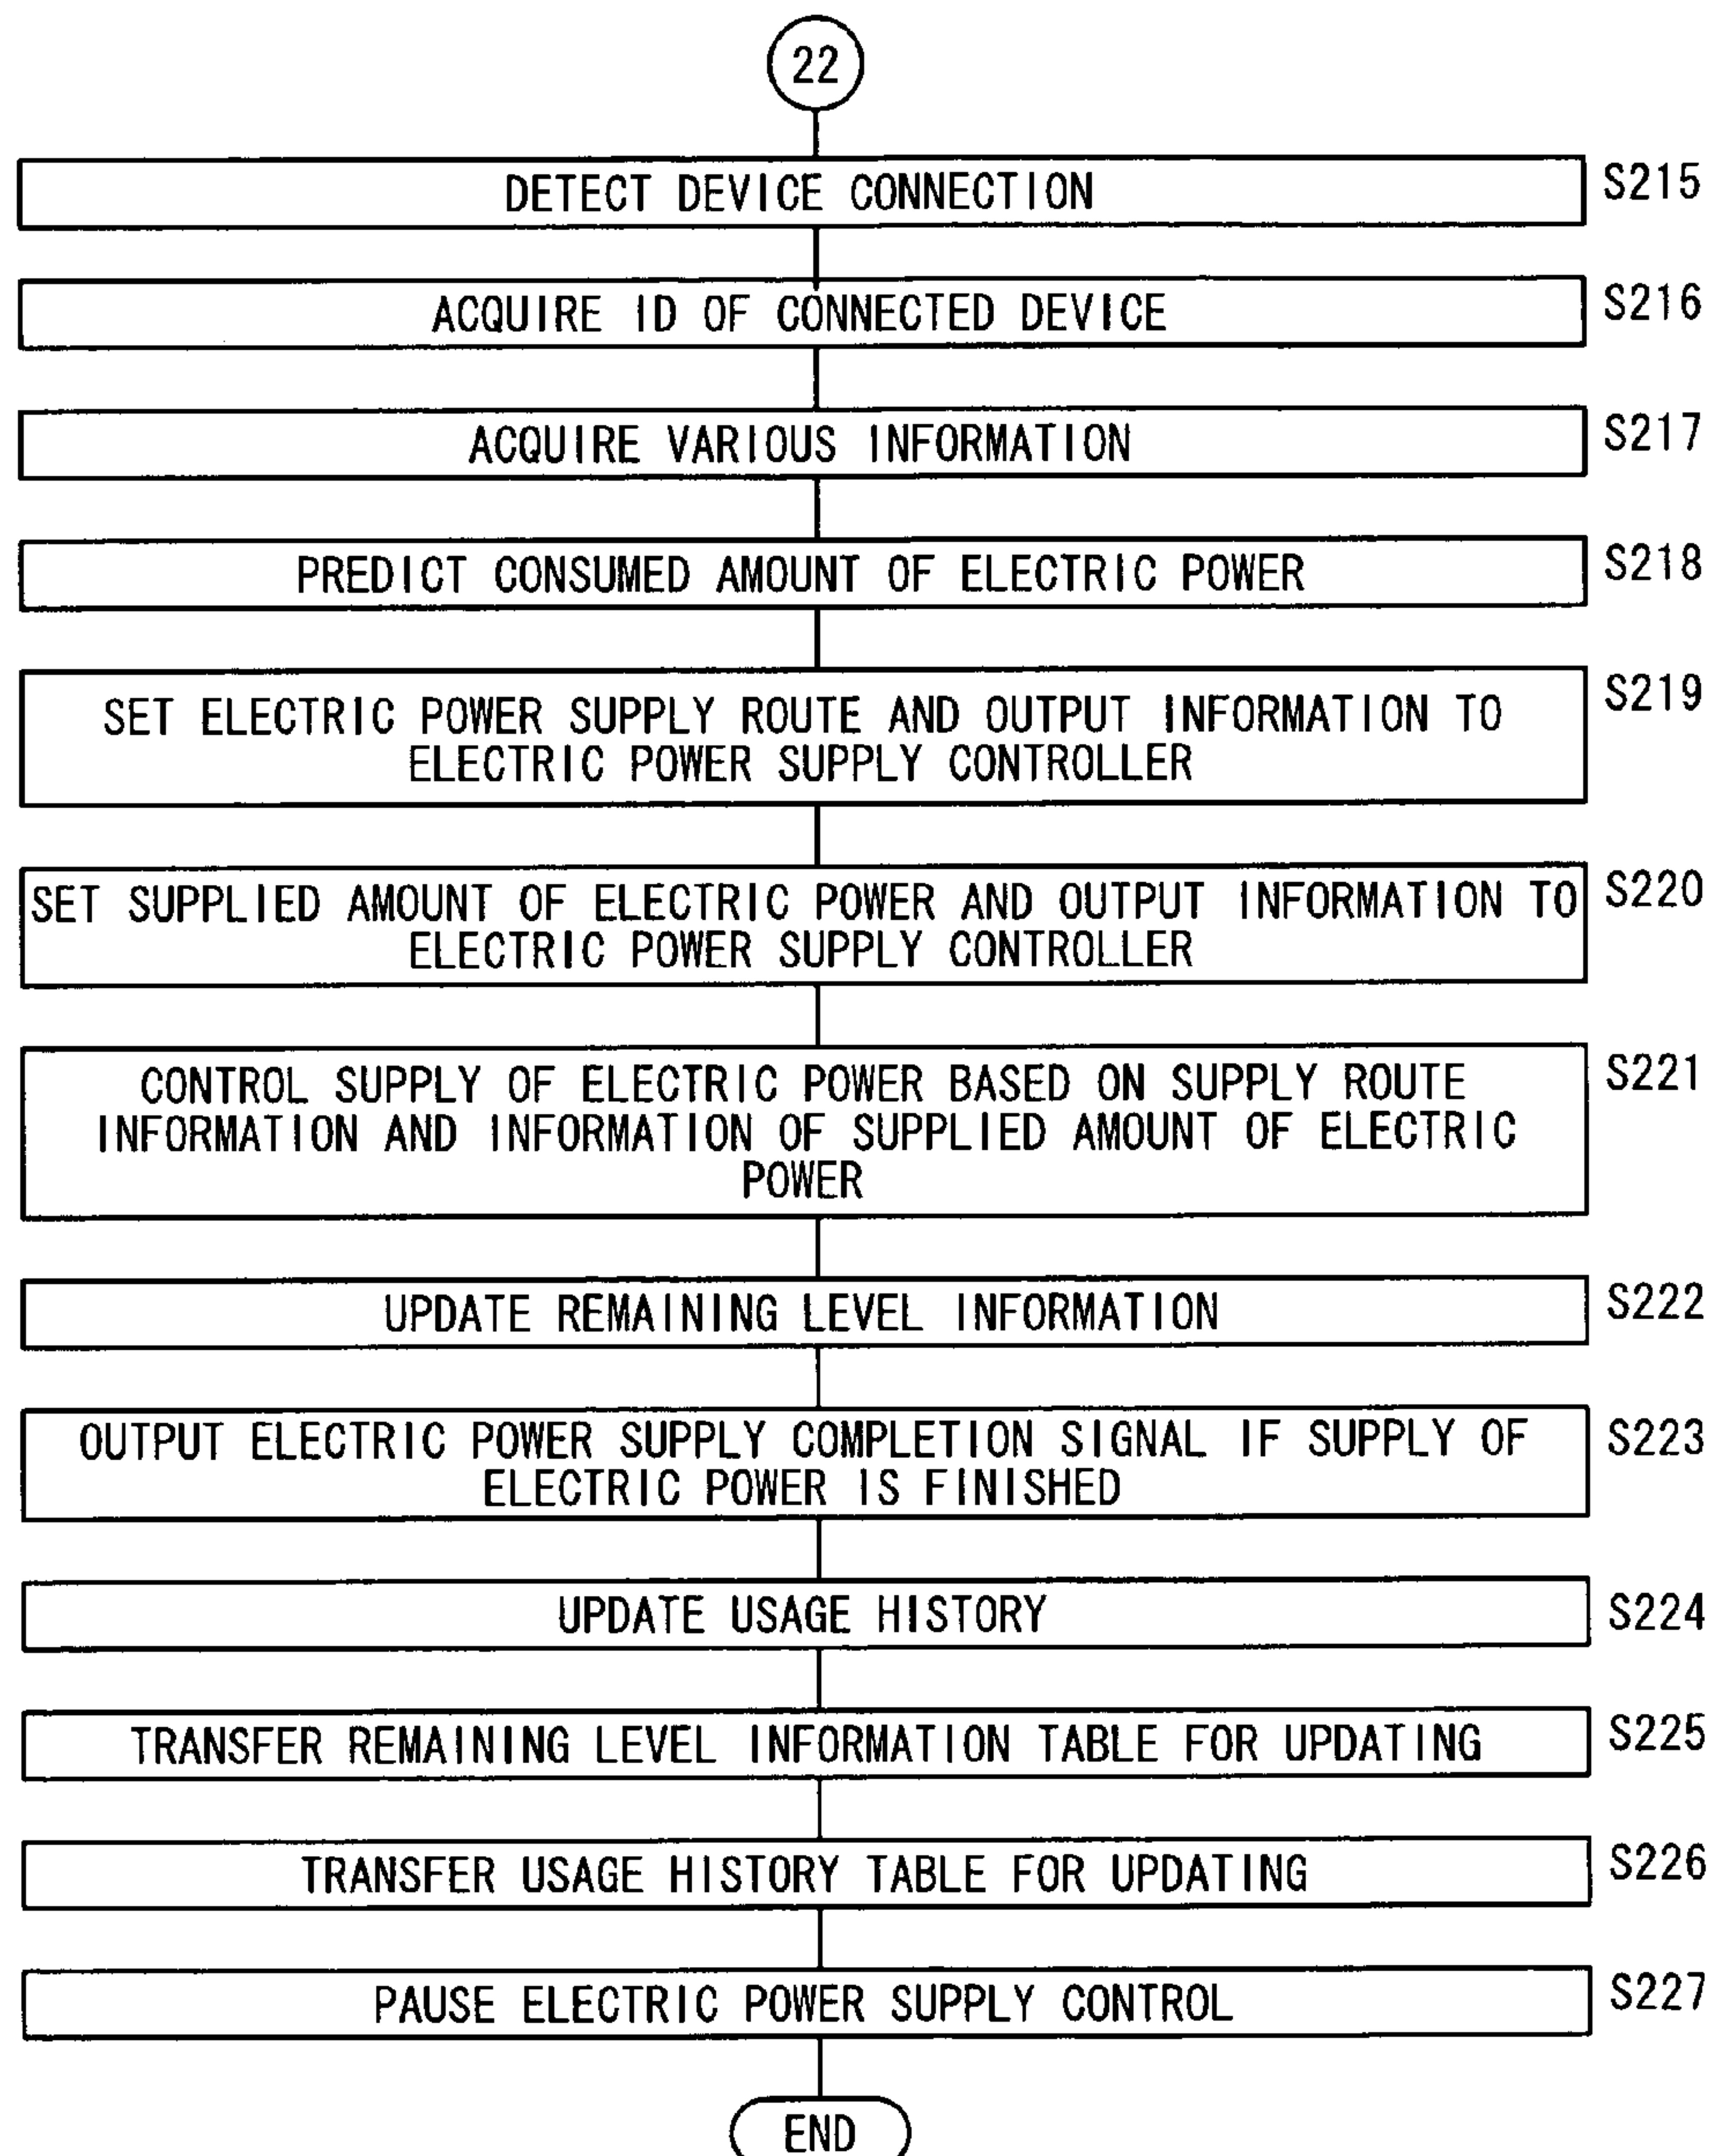 22
DETECT DEVICE CONNECTION
S215
ACQUIRE ID OF CONNECTED DEVICE
S216
ACQUIRE VARIOUS INFORMATION
S217
PREDICT CONSUMED AMOUNT OF ELECTRIC POWER
S218
SET ELECTRIC POWER SUPPLY ROUTE AND OUTPUT INFORMATION TO
ELECTRIC POWER SUPPLY CONTROLLER
S219
SET SUPPLIED AMOUNT OF ELECTRIC POWER AND OUTPUT INFORMATION TO
ELECTRIC POWER SUPPLY CONTROLLER
S220
CONTROL SUPPLY OF ELECTRIC POWER BASED ON SUPPLY ROUTE
INFORMATION AND INFORMATION OF SUPPLIED AMOUNT OF ELECTRIC
POWER
S221
UPDATE REMAINING LEVEL INFORMATION
S222
OUTPUT ELECTRIC POWER SUPPLY COMPLETION SIGNAL IF SUPPLY OF
ELECTRIC POWER IS FINISHED
S223
UPDATE USAGE HISTORY
S224
TRANSFER REMAINING LEVEL INFORMATION TABLE FOR UPDATING
S225
TRANSFER USAGE HISTORY TABLE FOR UPDATING
S226
PAUSE ELECTRIC POWER SUPPLY CONTROL
S227
END